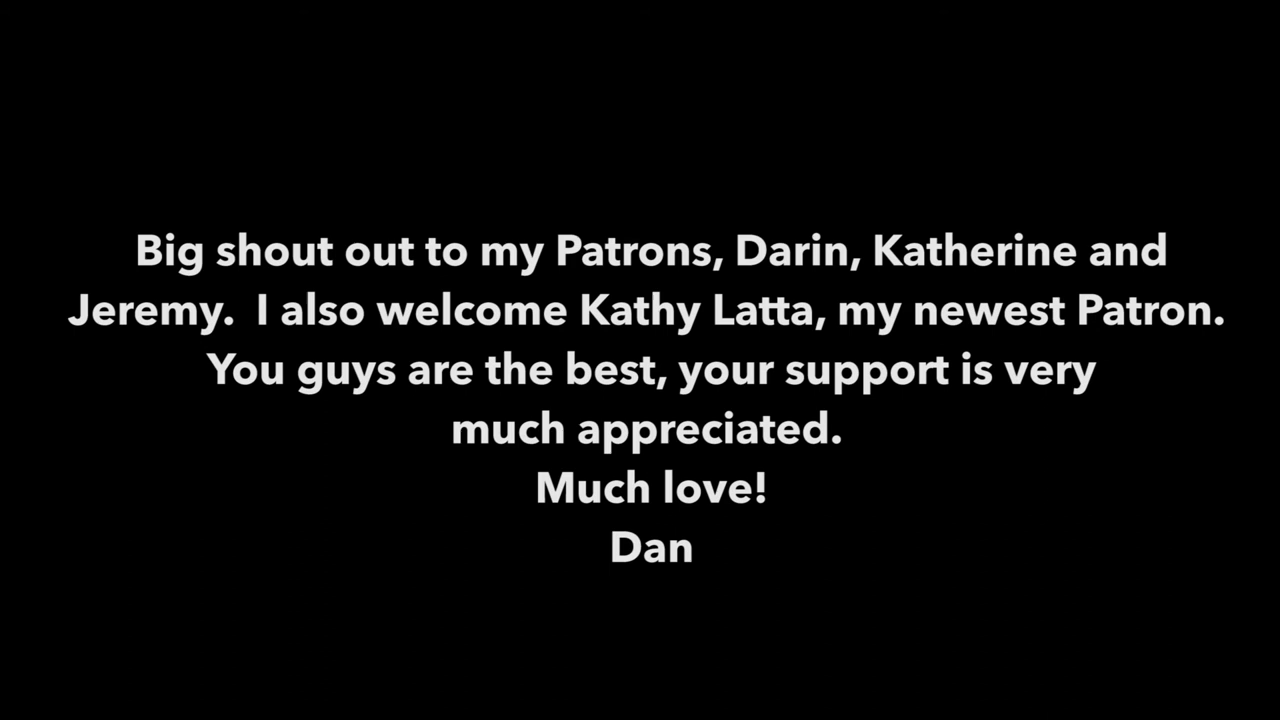 Big shout out to my Patrons, Darin, Katherine and
Jeremy.  I also welcome Kathy Latta, my newest Patron.
You guys are the best, your support is very
much appreciated.
Much love!
Dan